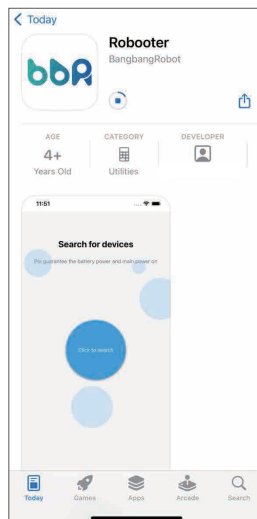 Today
bbR
Robooter
BangbangRobot
AGE
CATEGORY
DEVELOPER
4+
Years Old
Utilities
11:51
Search for devices
click to search
Today
Games
Apps
Arcade
Search